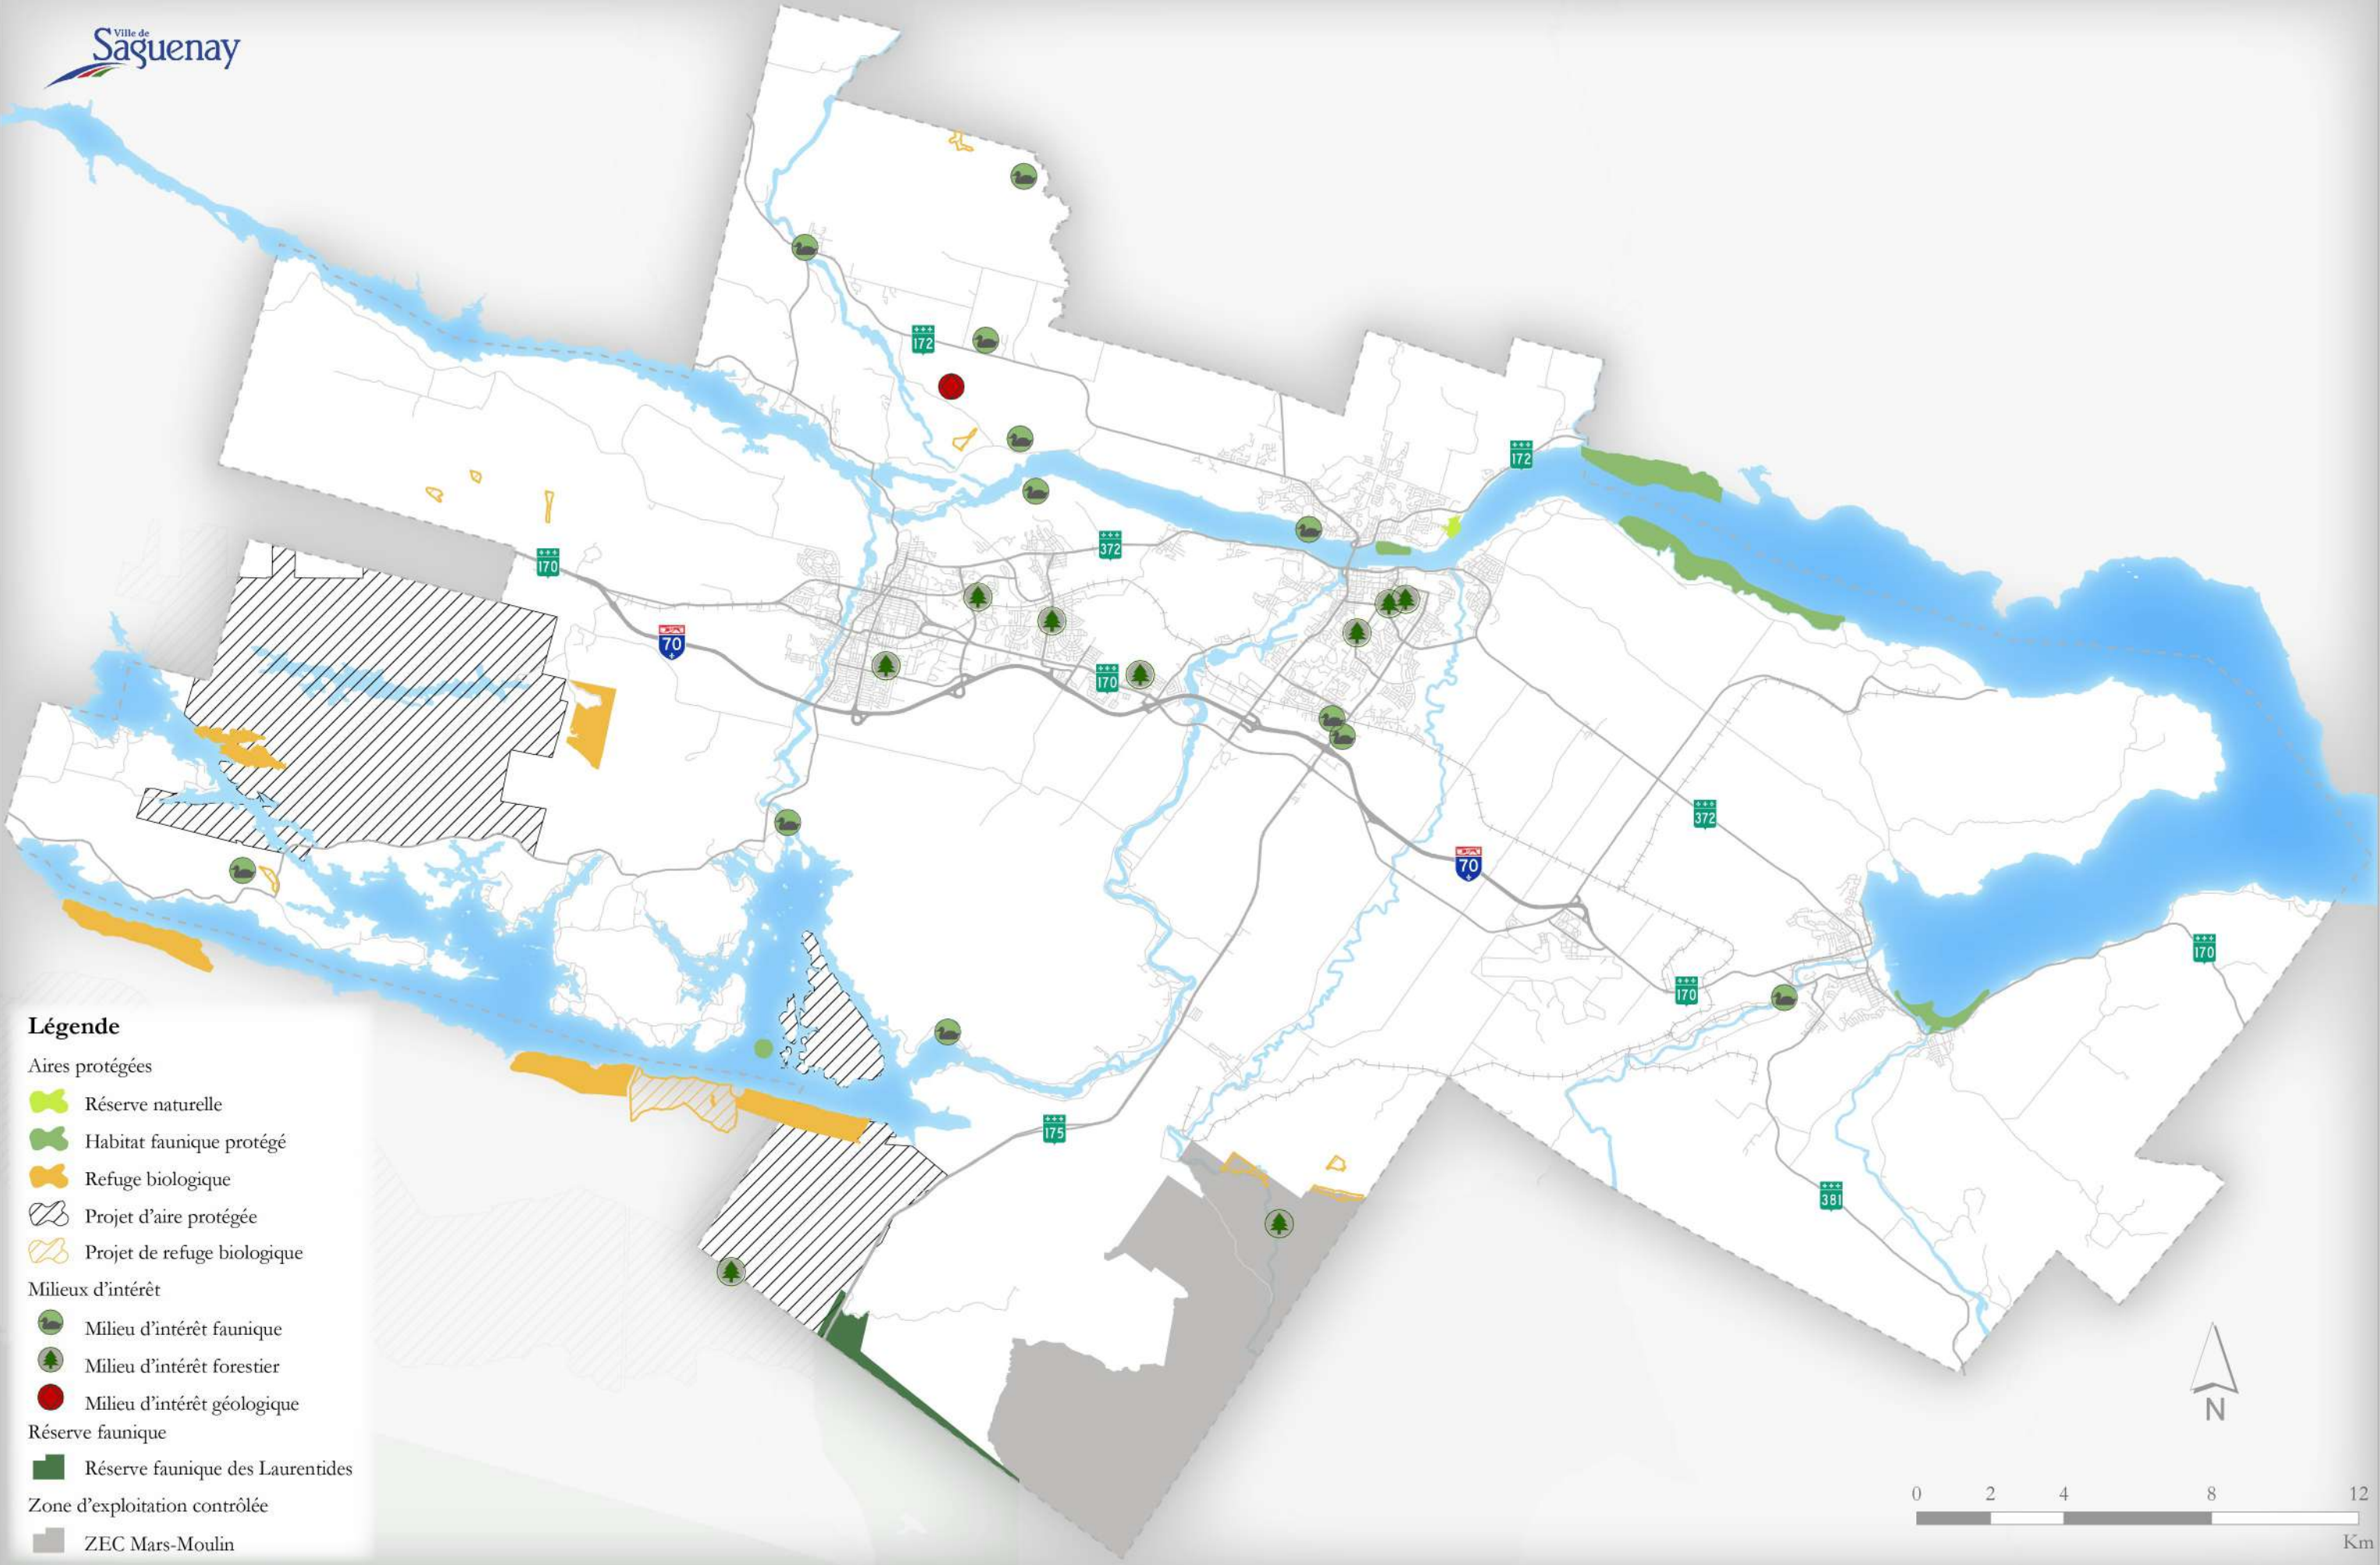 Ville de
Saguenay
172
172
372
170
70
170
372
70
170
170
175
381
Légende
Aires protégées
Réserve naturelle
Habitat faunique protégé
Refuge biologique
Projet d'aire protégée
Projet de refuge biologique
Milieux d'intérêt
Milieu d'intérêt faunique
Milieu d'intérêt forestier
Milieu d'intérêt géologique
Réserve faunique
Réserve faunique des Laurentides
Zone d'exploitation contrôlée
ZEC Mars-Moulin
N
0 2 4 8 12
Km